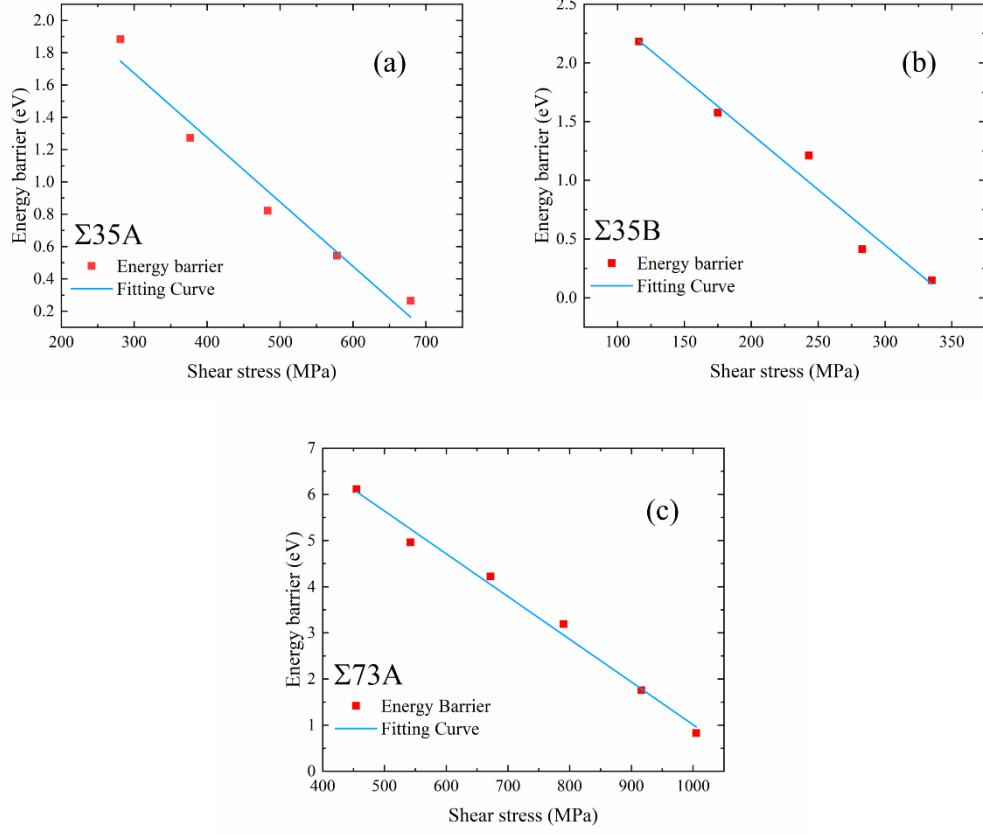 (a)
2.0
1.8
1.6
1.4
1.2
1.0
0.8
0.6
0.4
0.2
Energy barrier (eV)
Σ35A
Energy barrier
Fitting Curve
200 300 400 500 600 700
Shear stress (MPa)
(b)
2.5
2.0
1.5
1.0
0.5
0.0
Energy barrier (eV)
Σ35B
Energy barrier
Fitting Curve
100 150 200 250 300 350
Shear stress (MPa)
(c)
7
6
5
4
3
2
1
0
Energy barrier (eV)
Σ73A
Energy Barrier
Fitting Curve
400 500 600 700 800 900 1000
Shear stress (MPa)